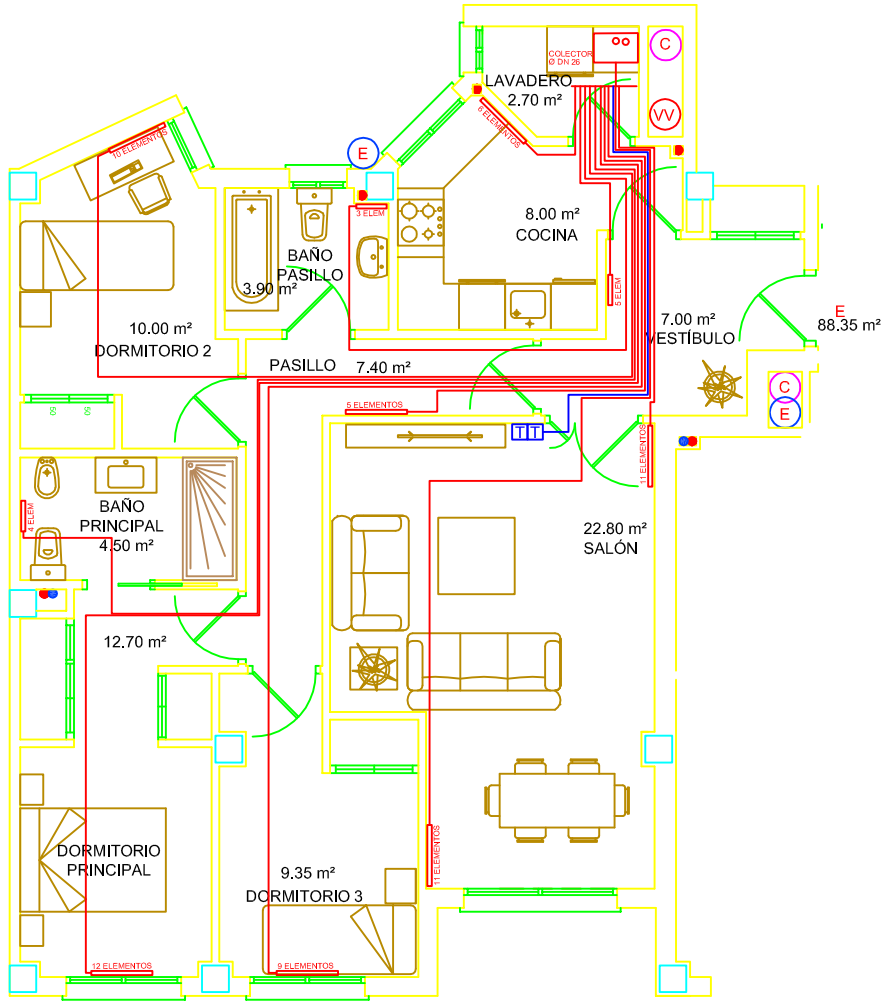 COLECTOR
Ø DN 26
C
LAVADERO
2.70 m²
6 ELEMENTOS
VV
10 ELEMENTOS
E
3 ELEM
8.00 m²
COCINA
BAÑO
PASILLO
3.90 m²
5 ELEM
10.00 m²
DORMITORIO 2
7.00 m²
VESTÍBULO
E
88.35 m²
PASILLO
7.40 m²
C
E
50
50
5 ELEMENTOS
T T
11 ELEMENTOS
BAÑO
PRINCIPAL
4.50 m²
4 ELEM
22.80 m²
SALÓN
12.70 m²
DORMITORIO
PRINCIPAL
11 ELEMENTOS
9.35 m²
DORMITORIO 3
12 ELEMENTOS
9 ELEMENTOS